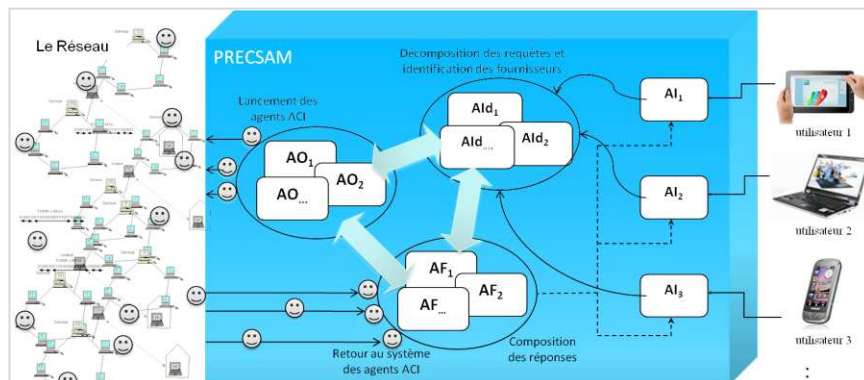 Le Réseau
PRECSAM
Décomposition des requêtes et
identification des fournisseurs
Lancement des
agents ACI
AId1
AId....
AId2
AO1
AO2
AO...
AF1
AF2
AF...
AI1
AI2
AI3
utilisateur 1
utilisateur 2
utilisateur 3
:
Composition
des réponses
Retour au système
des agents ACI